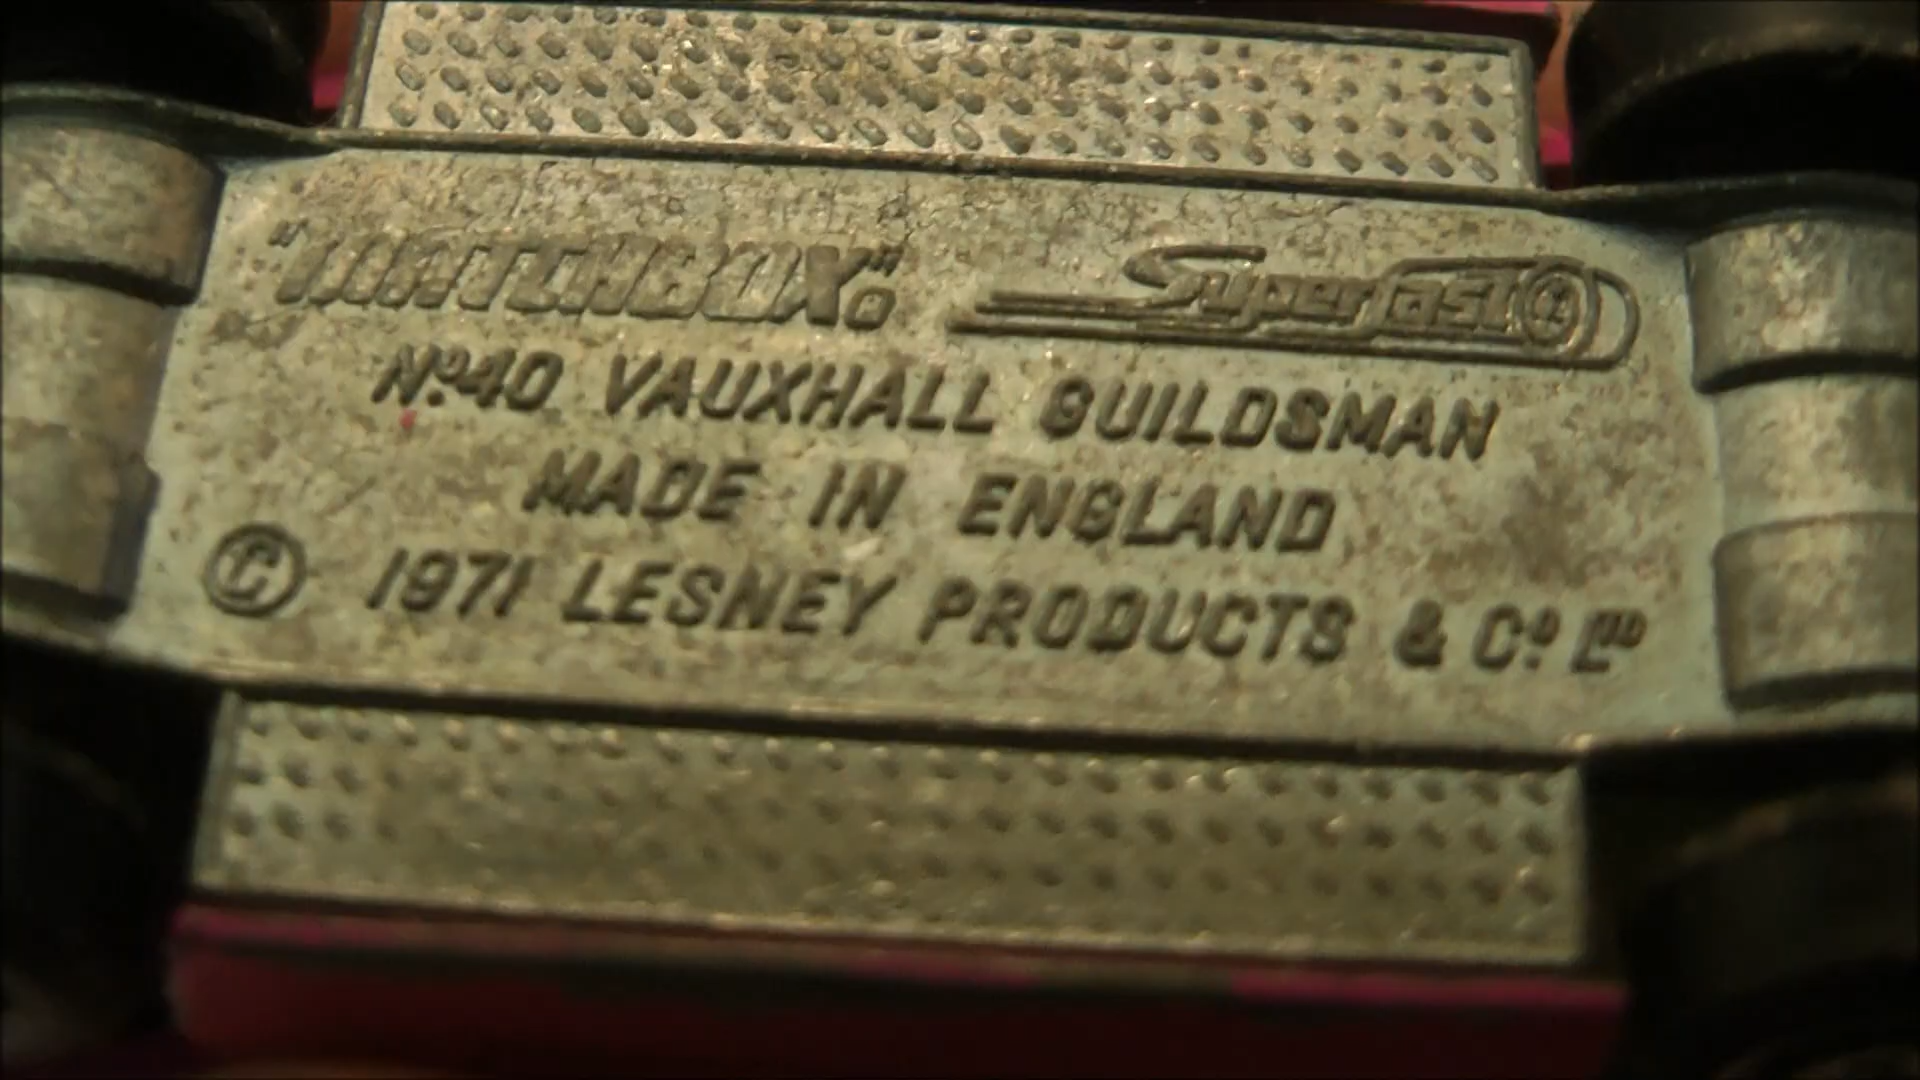 "MATCHBOX"® Superfast®
Nº40 VAUXHALL GUILDSMAN
MADE IN ENGLAND
© 1971 LESNEY PRODUCTS & Cº Lᵀᴰ